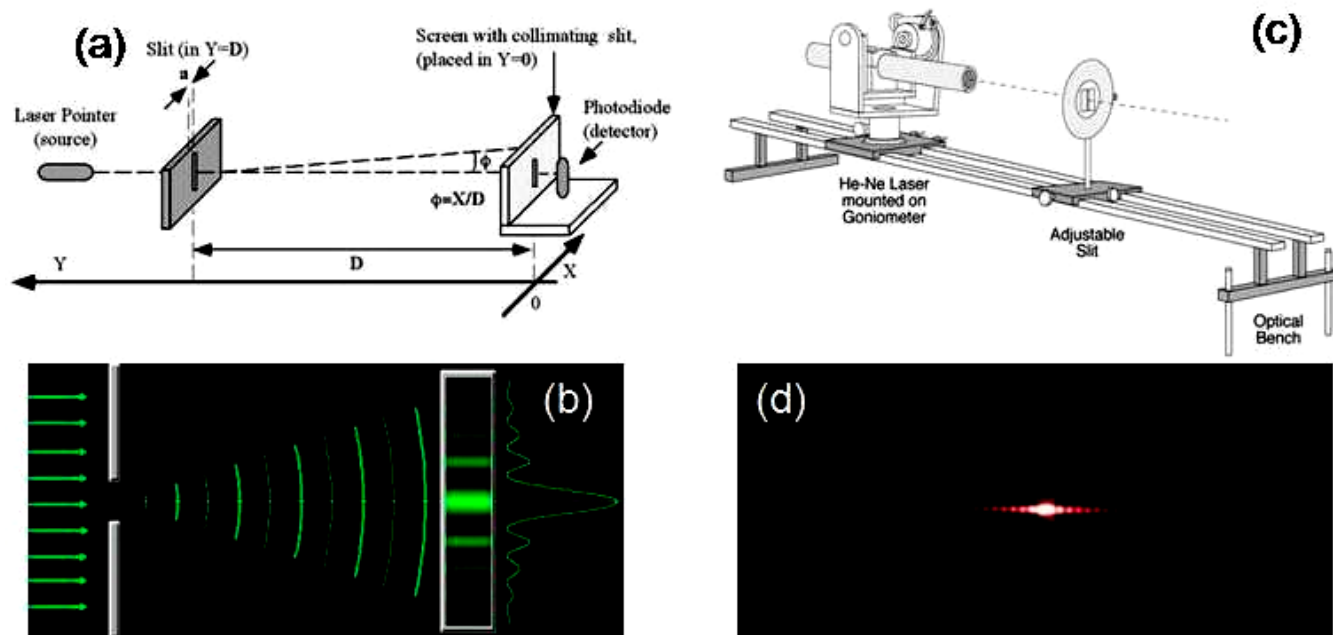 (a)
Slit (in Y=D)
a
Screen with collimating slit,
(placed in Y=0)
Laser Pointer
(source)
Photodiode
(detector)
ϕ
ϕ=X/D
D
Y
X
0
(c)
He-Ne Laser
mounted on
Goniometer
Adjustable
Slit
Optical
Bench
(b)
(d)